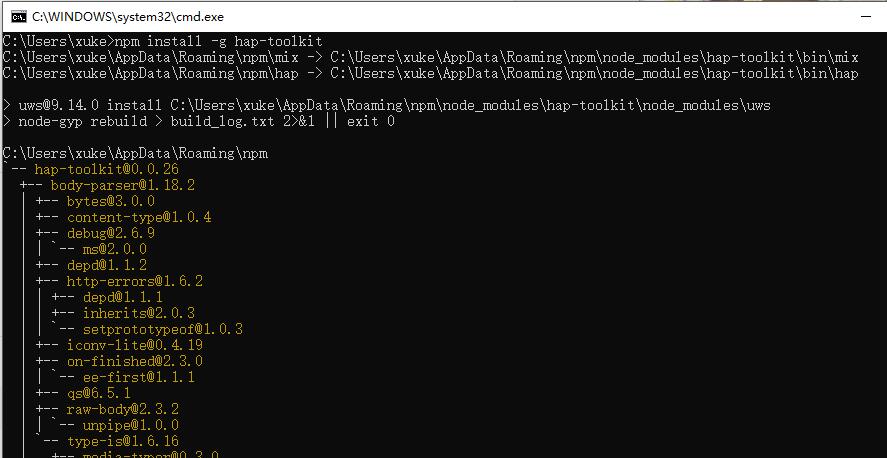 C:\WINDOWS\system32\cmd.exe
C:\Users\xuke>npm install -g hap-toolkit
C:\Users\xuke\AppData\Roaming\npm\mix -> C:\Users\xuke\AppData\Roaming\npm\node_modules\hap-toolkit\bin\mix
C:\Users\xuke\AppData\Roaming\npm\hap -> C:\Users\xuke\AppData\Roaming\npm\node_modules\hap-toolkit\bin\hap
> uws@9.14.0 install C:\Users\xuke\AppData\Roaming\npm\node_modules\hap-toolkit\node_modules\uws
> node-gyp rebuild > build_log.txt 2>&1 || exit 0
C:\Users\xuke\AppData\Roaming\npm
`-- hap-toolkit@0.0.26
  +-- body-parser@1.18.2
  | +-- bytes@3.0.0
  | +-- content-type@1.0.4
  | +-- debug@2.6.9
  | | `-- ms@2.0.0
  | +-- depd@1.1.2
  | +-- http-errors@1.6.2
  | | +-- depd@1.1.1
  | | +-- inherits@2.0.3
  | | `-- setprototypeof@1.0.3
  | +-- iconv-lite@0.4.19
  | +-- on-finished@2.3.0
  | | `-- ee-first@1.1.1
  | +-- qs@6.5.1
  | +-- raw-body@2.3.2
  | | `-- unpipe@1.0.0
  | `-- type-is@1.6.16
  |   +-- media-typer@0.3.0